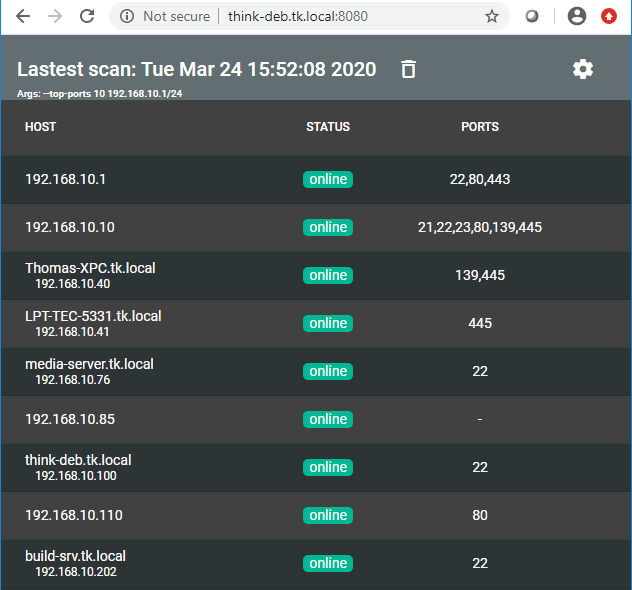 Not secure | think-deb.tk.local:8080
Lastest scan: Tue Mar 24 15:52:08 2020
Args: --top-ports 10 192.168.10.1/24
HOST STATUS PORTS
192.168.10.1 online 22,80,443
192.168.10.10 online 21,22,23,80,139,445
Thomas-XPC.tk.local
192.168.10.40 online 139,445
LPT-TEC-5331.tk.local
192.168.10.41 online 445
media-server.tk.local
192.168.10.76 online 22
192.168.10.85 online -
think-deb.tk.local
192.168.10.100 online 22
192.168.10.110 online 80
build-srv.tk.local
192.168.10.202 online 22